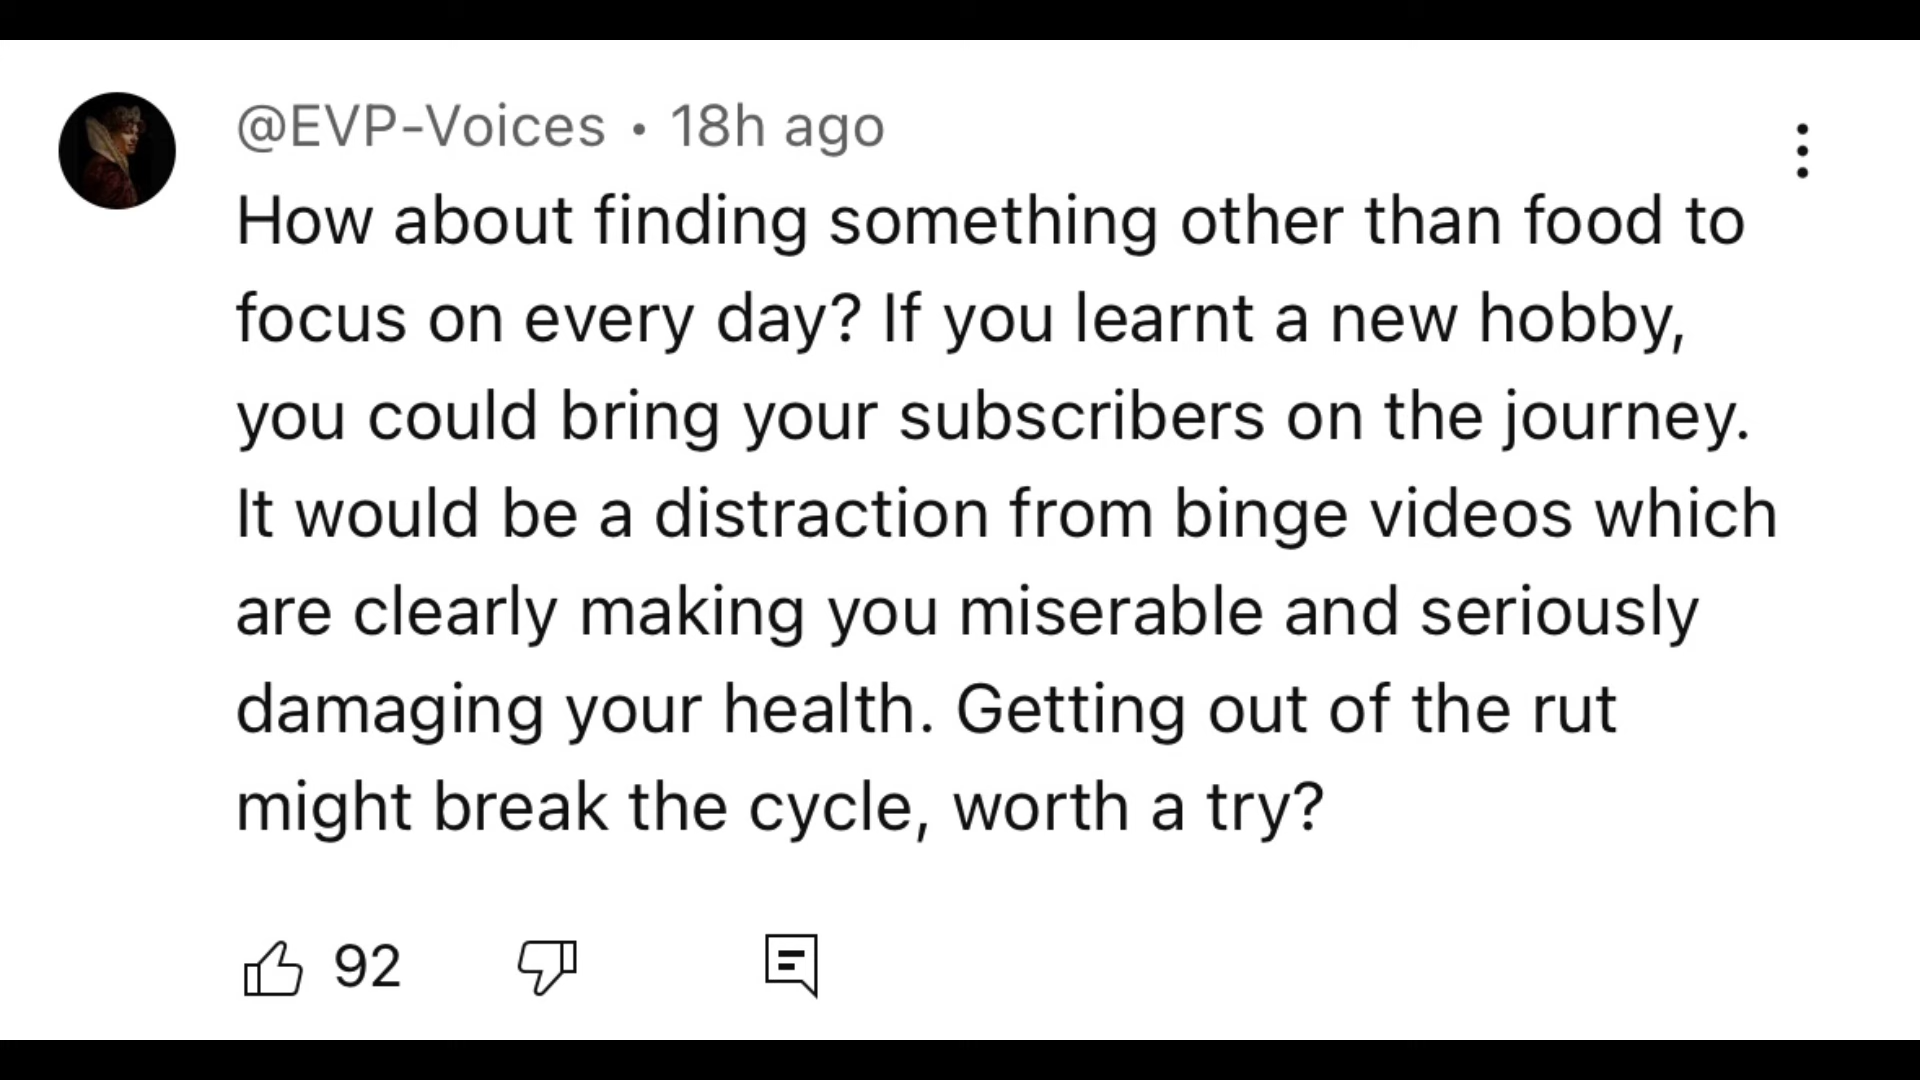 @EVP-Voices • 18h ago
How about finding something other than food to
focus on every day? If you learnt a new hobby,
you could bring your subscribers on the journey.
It would be a distraction from binge videos which
are clearly making you miserable and seriously
damaging your health. Getting out of the rut
might break the cycle, worth a try?
92